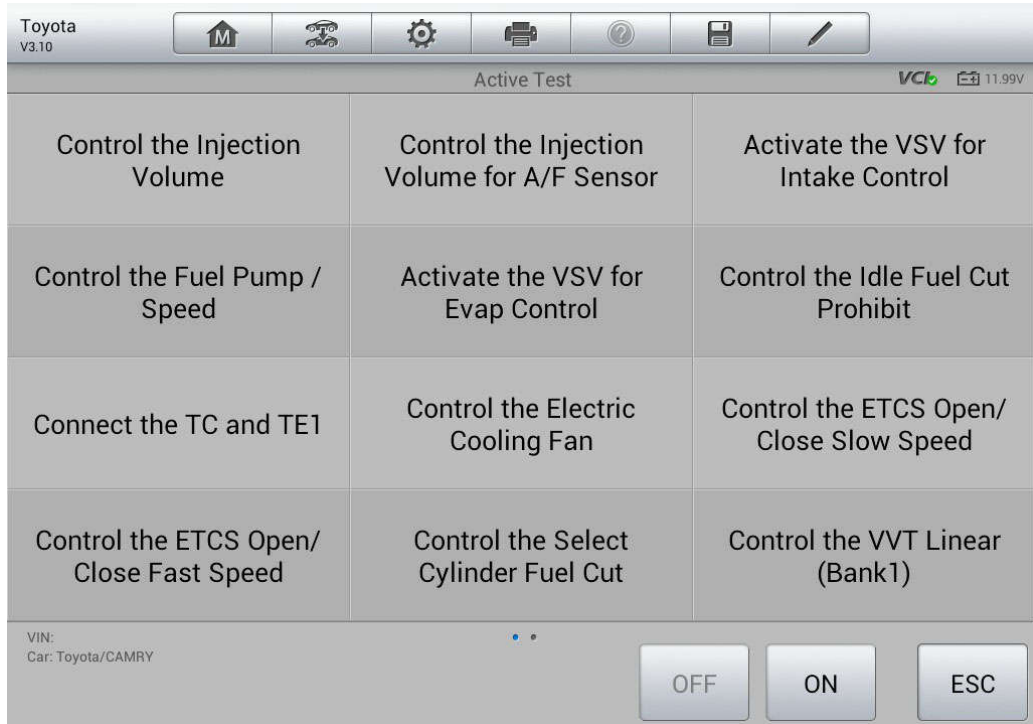 Toyota
V3.10
M
?
Active Test
VCI
11.99V
Control the Injection
Volume
Control the Injection
Volume for A/F Sensor
Activate the VSV for
Intake Control
Control the Fuel Pump /
Speed
Activate the VSV for
Evap Control
Control the Idle Fuel Cut
Prohibit
Connect the TC and TE1
Control the Electric
Cooling Fan
Control the ETCS Open/
Close Slow Speed
Control the ETCS Open/
Close Fast Speed
Control the Select
Cylinder Fuel Cut
Control the VVT Linear
(Bank1)
VIN:
Car: Toyota/CAMRY
OFF
ON
ESC